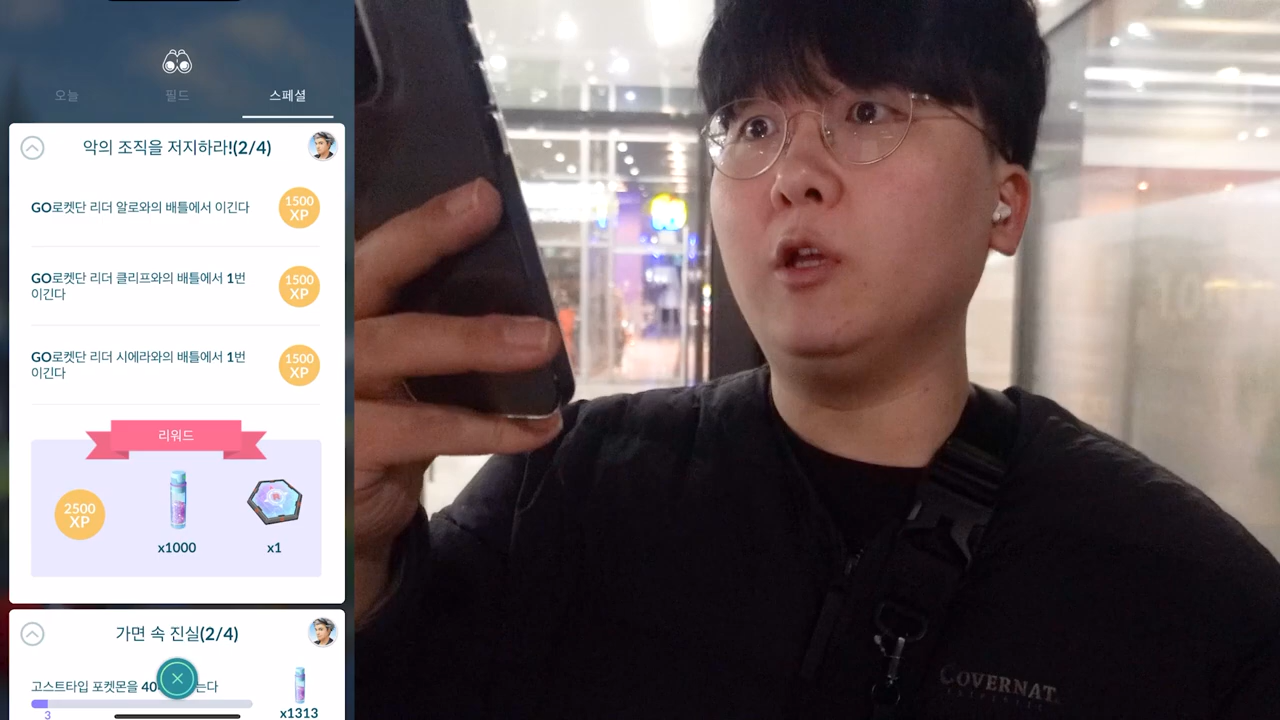 오늘
필드
스페셜
악의 조직을 저지하라!(2/4)
GO로켓단 리더 알로와의 배틀에서 이긴다
1500
XP
GO로켓단 리더 클리프와의 배틀에서 1번
이긴다
1500
XP
GO로켓단 리더 시에라와의 배틀에서 1번
이긴다
1500
XP
리워드
2500
XP
x1000
x1
가면 속 진실(2/4)
고스트타입 포켓몬을 40
는다
3
x1313
COVERNAT